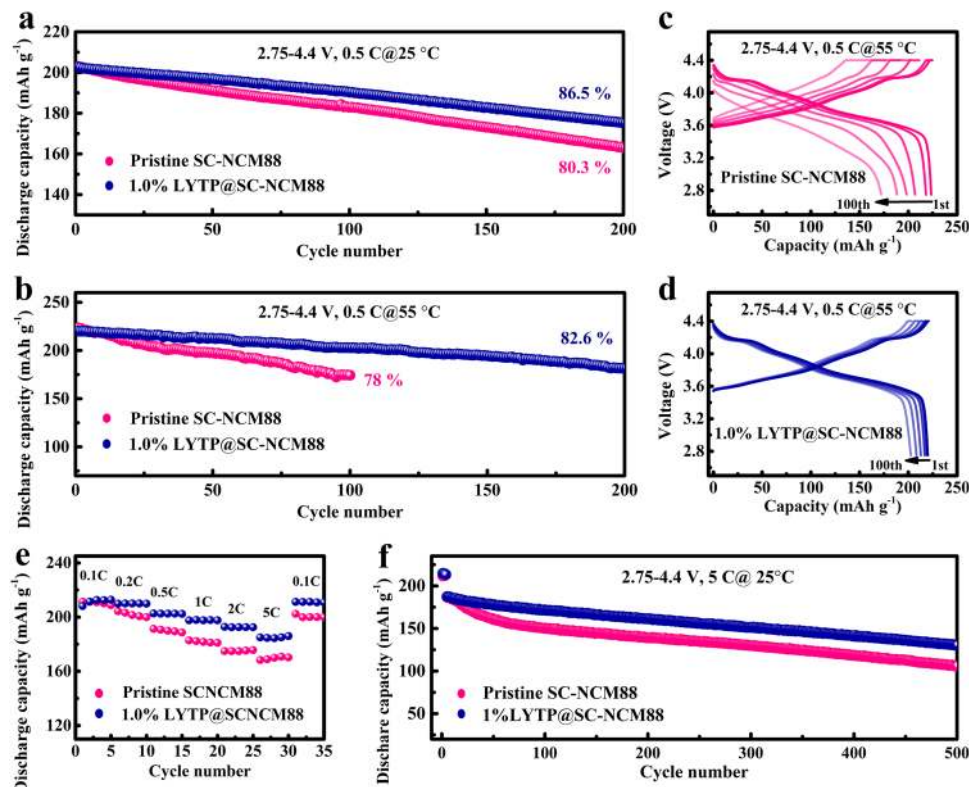 a
2.75-4.4 V, 0.5 C@25 °C
86.5 %
80.3 %
Pristine SC-NCM88
1.0% LYTP@SC-NCM88
Discharge capacity (mAh g-1)
220
200
180
160
140
50
100
150
200
Cycle number
c
2.75-4.4 V, 0.5 C@55 °C
Pristine SC-NCM88
100th
1st
Voltage (V)
4.4
4.0
3.6
3.2
2.8
0
50
100
150
200
250
Capacity (mAh g-1)
b
2.75-4.4 V, 0.5 C@55 °C
82.6 %
78 %
Pristine SC-NCM88
1.0% LYTP@SC-NCM88
Discharge capacity (mAh g-1)
250
225
200
175
100
0
50
100
150
200
Cycle number
d
2.75-4.4 V, 0.5 C@55 °C
1.0% LYTP@SC-NCM88
100th
1st
Voltage (V)
4.4
4.0
3.6
3.2
2.8
0
50
100
150
200
250
Capacity (mAh g-1)
e
0.1C
0.2C
0.5C
1C
2C
5C
0.1C
Pristine SCNCM88
1.0% LYTP@SCNCM88
Discharge capacity (mAh g-1)
240
200
160
110
0
5
10
15
20
25
30
35
Cycle number
f
2.75-4.4 V, 5 C@ 25°C
Pristine SC-NCM88
1%LYTP@SC-NCM88
Dischare capacity (mAh g-1)
200
150
100
50
0
100
200
300
400
500
Cycle number